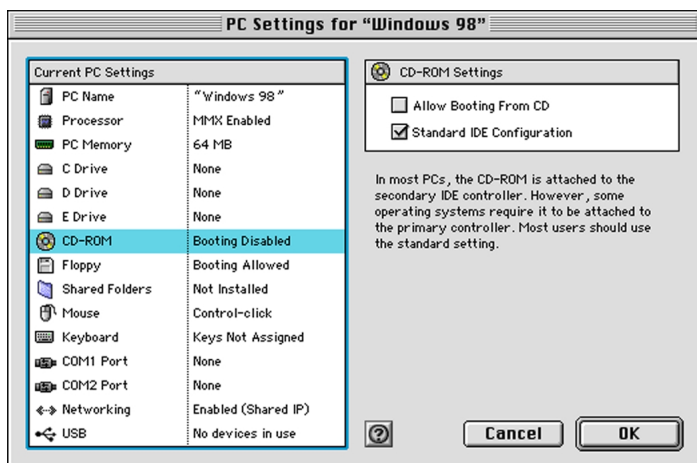 PC Settings for “Windows 98”
Current PC Settings
PC Name “Windows 98”
Processor MMX Enabled
PC Memory 64 MB
C Drive None
D Drive None
E Drive None
CD-ROM Booting Disabled
Floppy Booting Allowed
Shared Folders Not Installed
Mouse Control-click
Keyboard Keys Not Assigned
COM1 Port None
COM2 Port None
Networking Enabled (Shared IP)
USB No devices in use
CD-ROM Settings
Allow Booting From CD
Standard IDE Configuration
In most PCs, the CD-ROM is attached to the
secondary IDE controller. However, some
operating systems require it to be attached to
the primary controller. Most users should use
the standard setting.
?
Cancel
OK